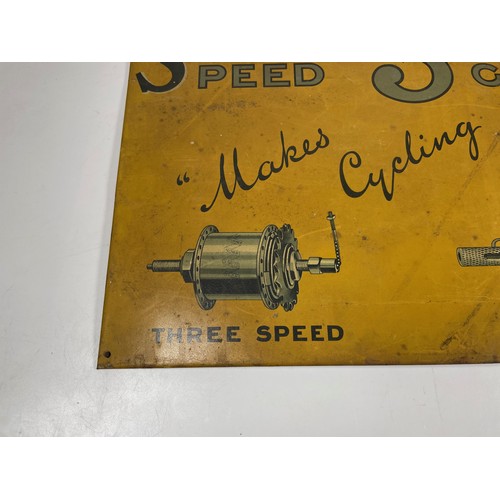 SPEED
"Makes Cycling
THREE SPEED